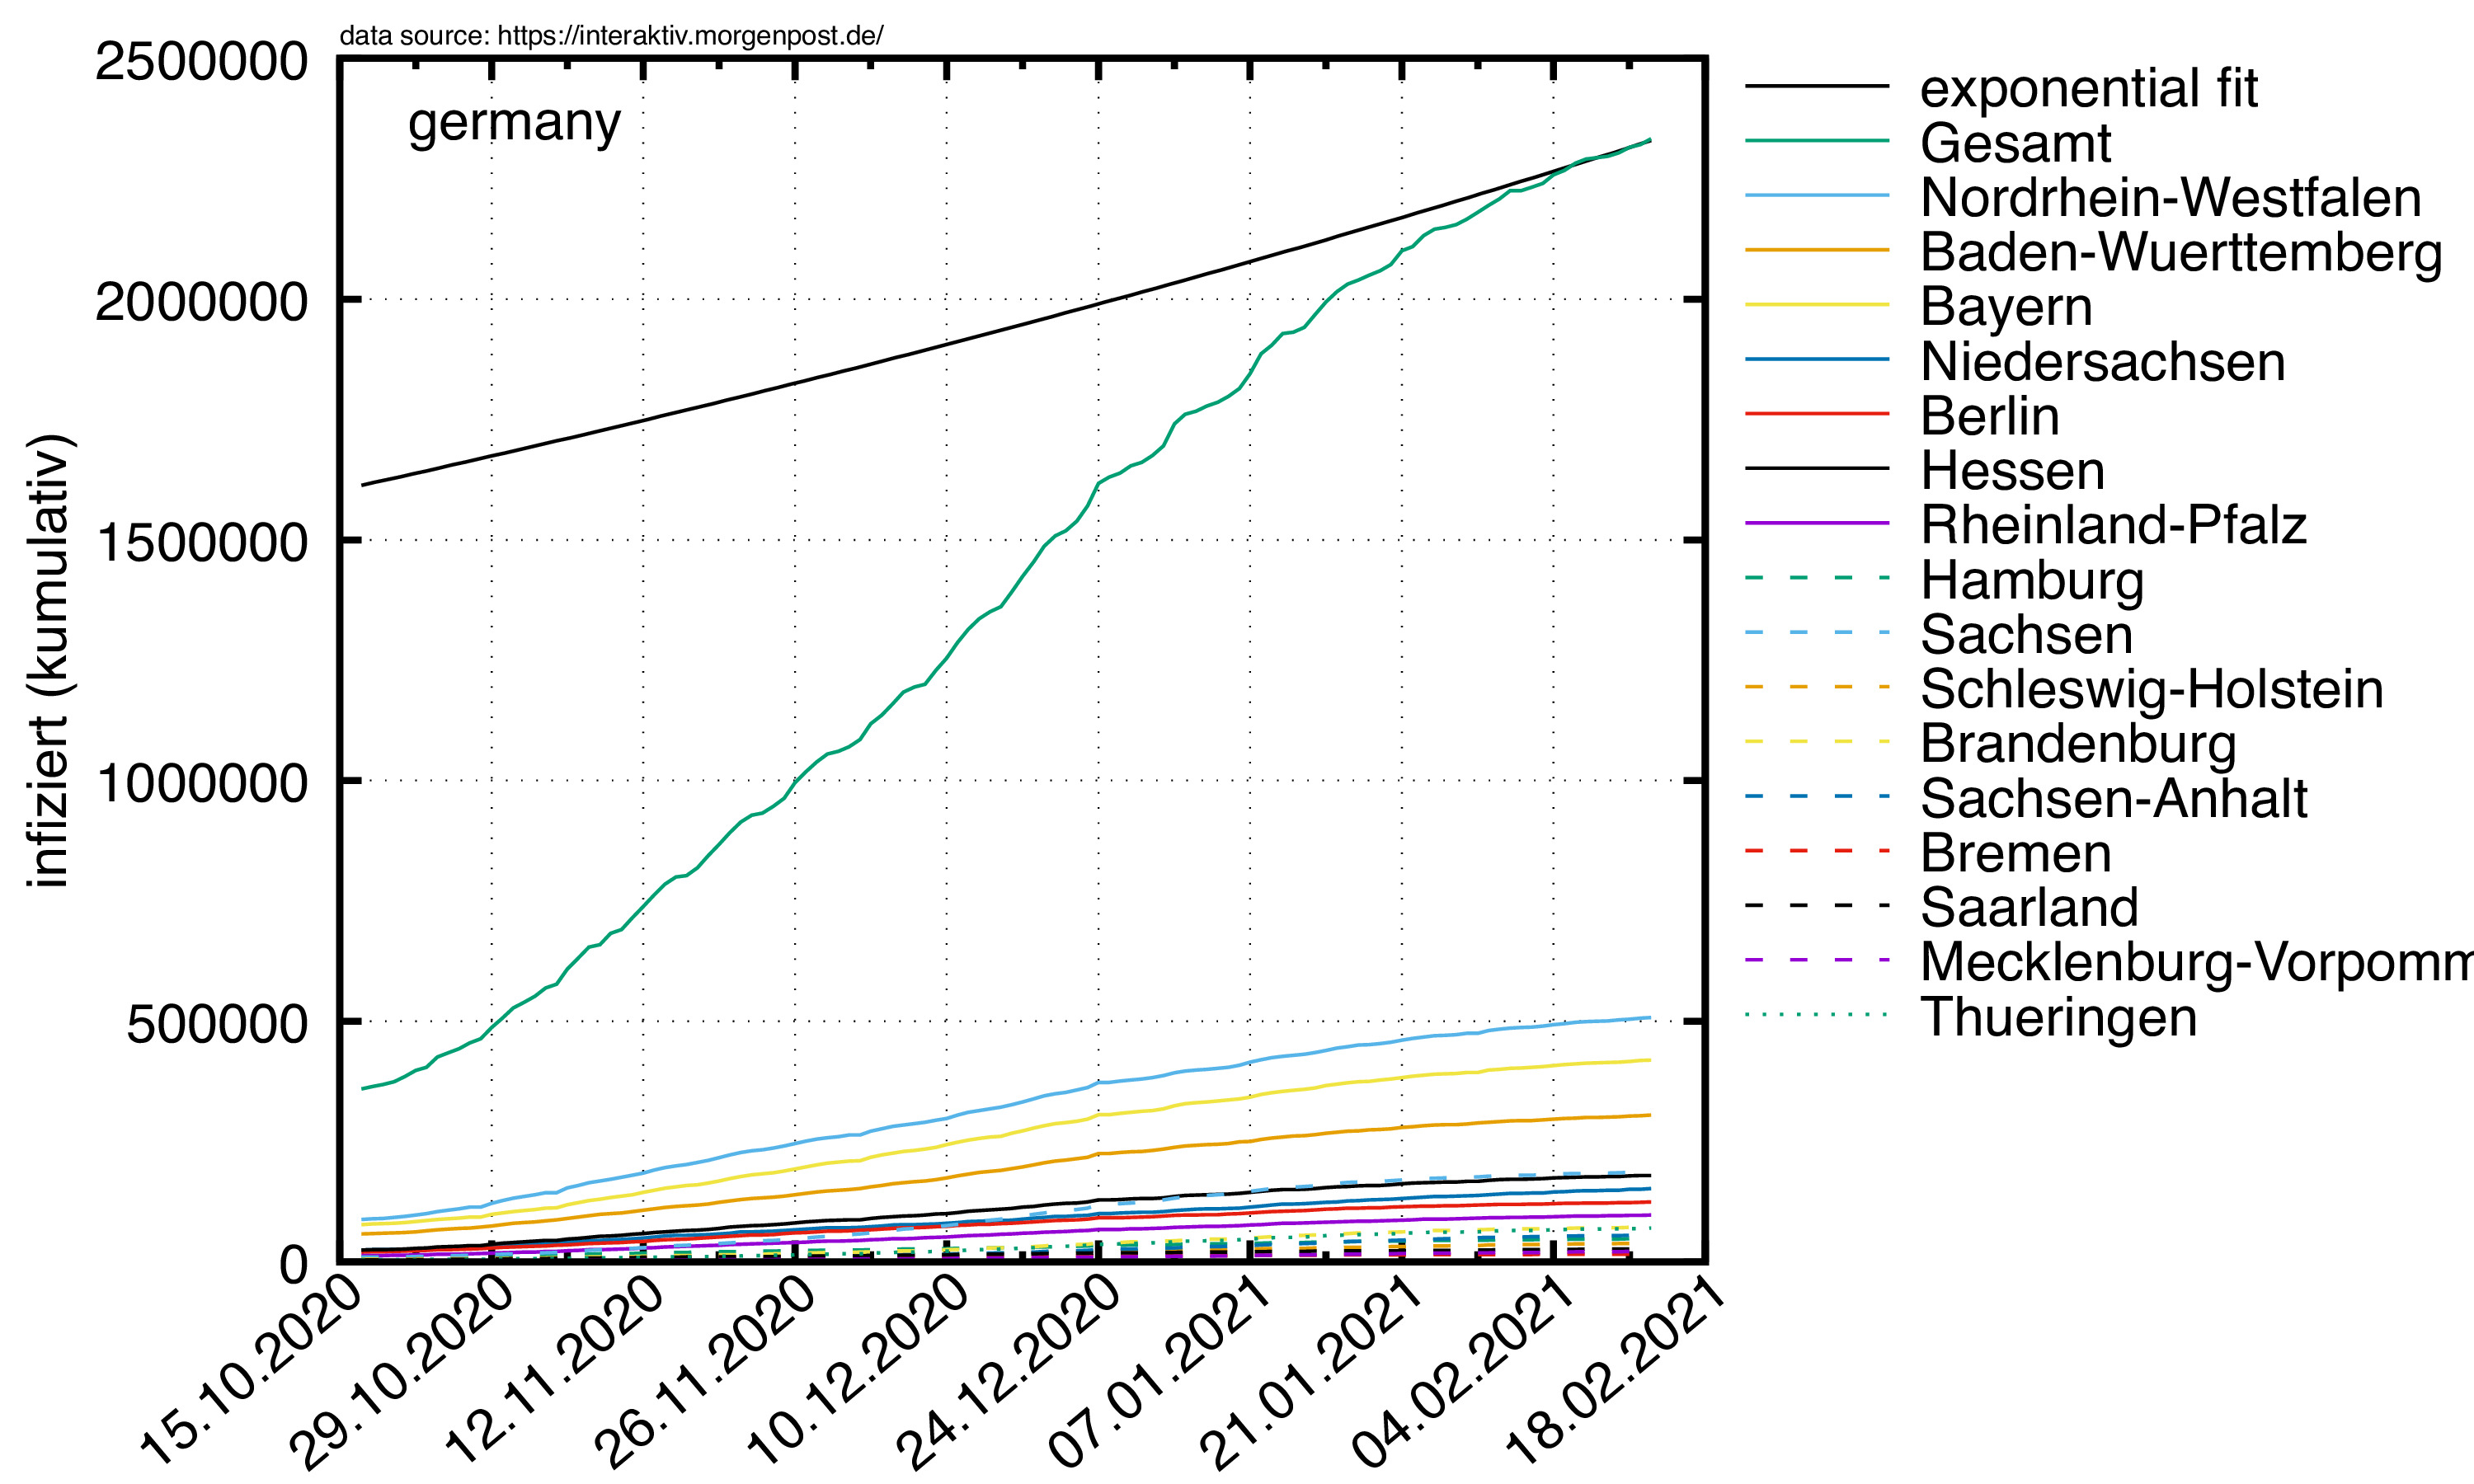 data source: https://interaktiv.morgenpost.de/
germany
infiziert (kumulativ)
2500000
2000000
1500000
1000000
500000
0
15.10.2020
29.10.2020
12.11.2020
26.11.2020
10.12.2020
24.12.2020
07.01.2021
21.01.2021
04.02.2021
18.02.2021
exponential fit
Gesamt
Nordrhein-Westfalen
Baden-Wuerttemberg
Bayern
Niedersachsen
Berlin
Hessen
Rheinland-Pfalz
Hamburg
Sachsen
Schleswig-Holstein
Brandenburg
Sachsen-Anhalt
Bremen
Saarland
Mecklenburg-Vorpomm
Thueringen